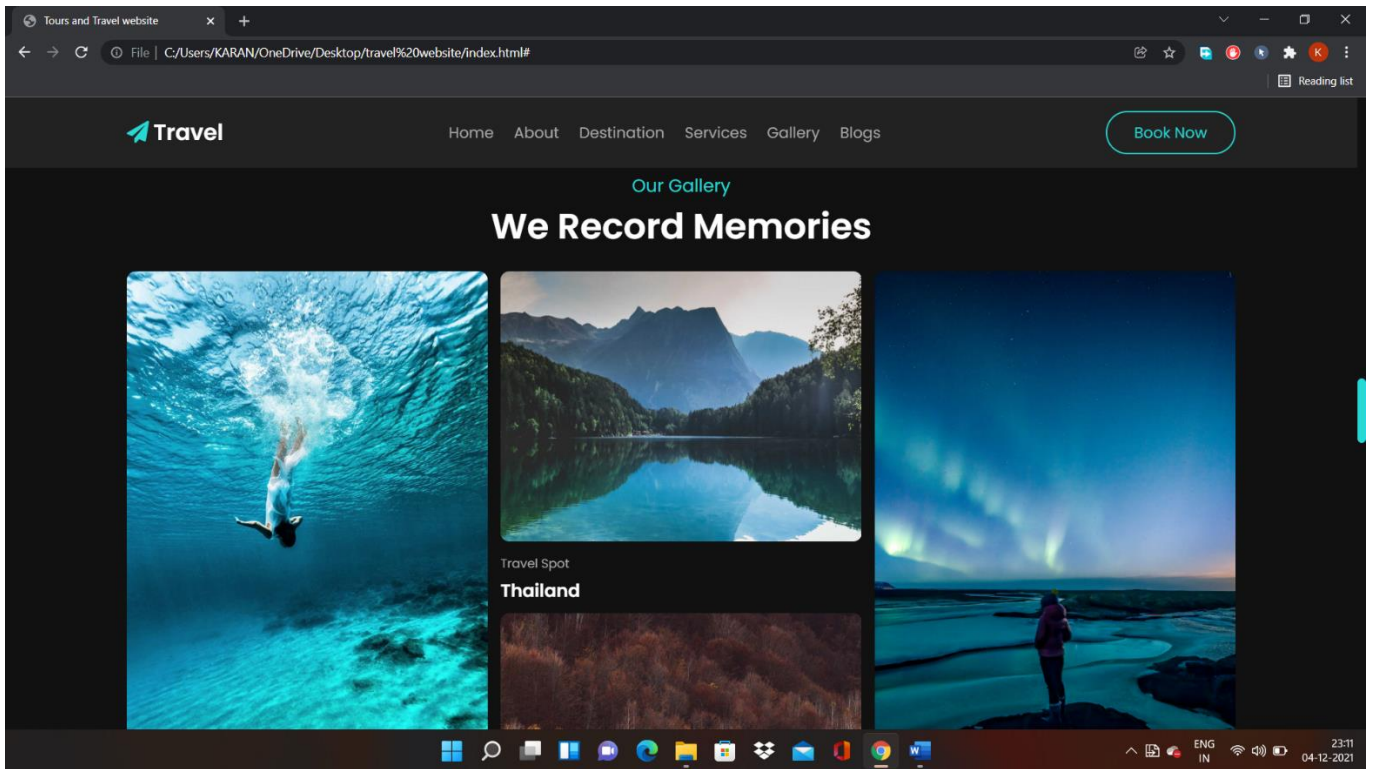 Tours and Travel website
File | C:/Users/KARAN/OneDrive/Desktop/travel%20website/index.html#
K
Reading list
Travel
Home About Destination Services Gallery Blogs
Book Now
Our Gallery
We Record Memories
Travel Spot
Thailand
ENG
IN
23:11
04-12-2021